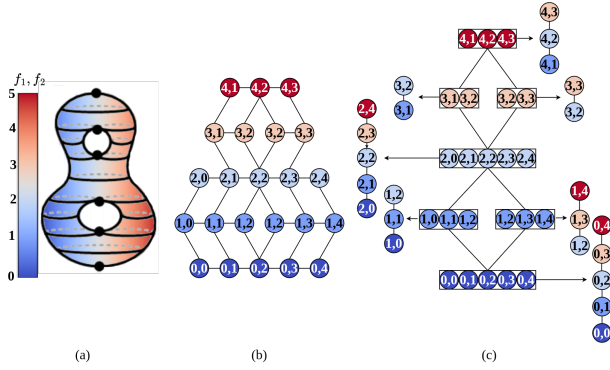 f₁, f₂
5
4
3
2
1
0
(a)
4,1 4,2 4,3
3,1 3,2 3,2 3,3
2,0 2,1 2,2 2,3 2,4
1,0 1,1 1,2 1,2 1,3 1,4
0,0 0,1 0,2 0,3 0,4
(b)
4,1 4,2 4,3
4,3
4,2
4,1
3,2
3,1
3,1 3,2
3,2 3,3
3,3
3,2
2,4
2,3
2,2
2,1
2,0
2,0 2,1 2,2 2,3 2,4
1,2
1,1
1,0
1,0 1,1 1,2
1,2 1,3 1,4
1,4
1,3
1,2
0,0 0,1 0,2 0,3 0,4
0,4
0,3
0,2
0,1
0,0
(c)